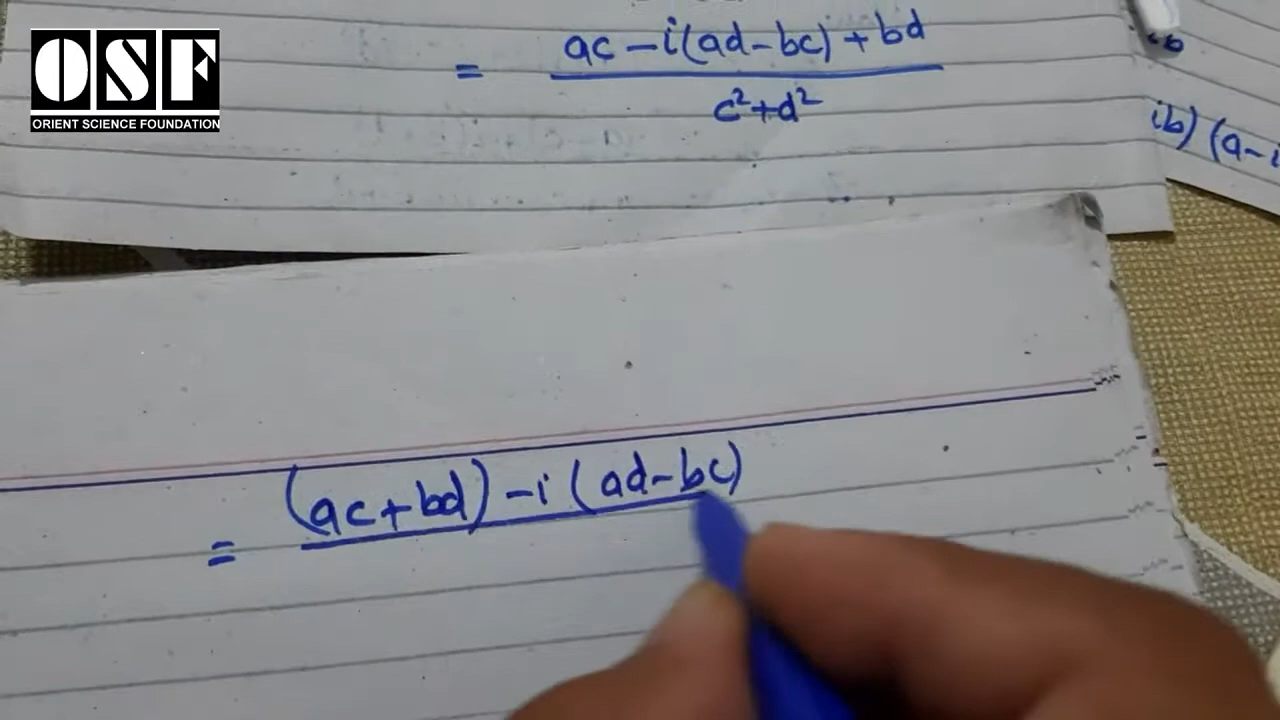 OSF
ORIENT SCIENCE FOUNDATION
= ac - i(ad - bc) + bd
c² + d²
ib) (a - i
= (ac + bd) - i (ad - bc)